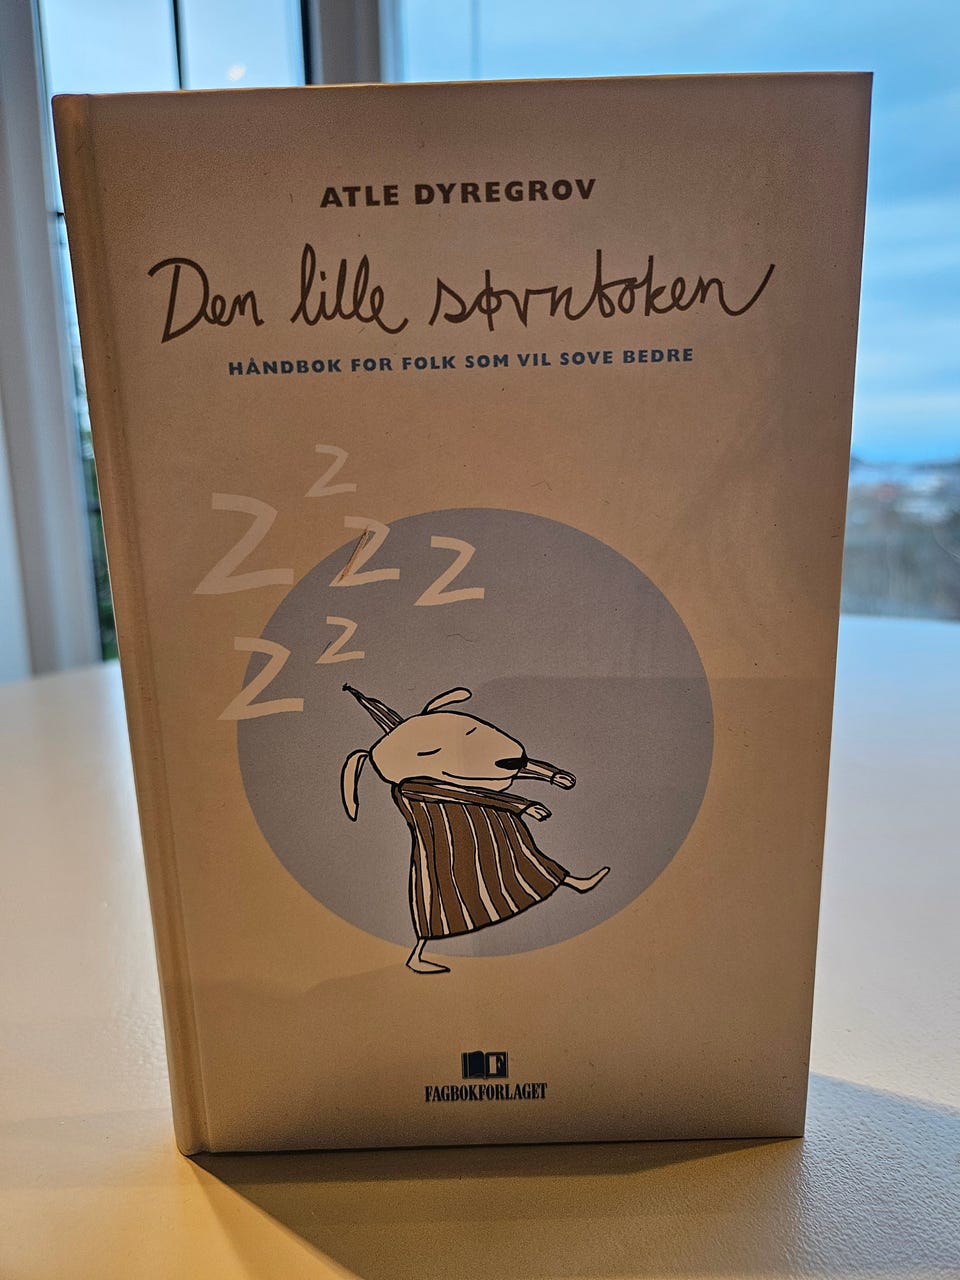 ATLE DYREGROV
Den lille søvnboken
HÅNDBOK FOR FOLK SOM VIL SOVE BEDRE
Z
Z
Z
Z
Z
Z
F
FAGBOKFORLAGET